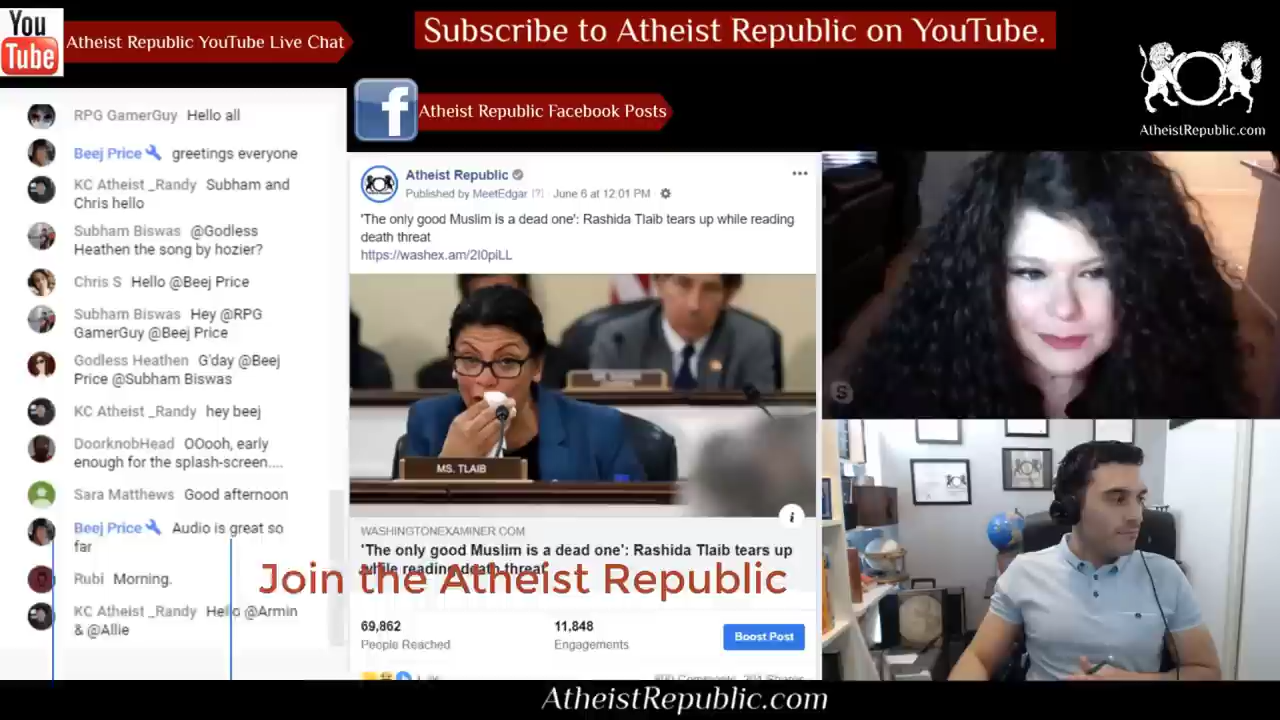 You
Tube
Atheist Republic YouTube Live Chat
Subscribe to Atheist Republic on YouTube.
AtheistRepublic.com
f
Atheist Republic Facebook Posts
RPG GamerGuy Hello all
Beej Price greetings everyone
KC Atheist _Randy Subham and
Chris hello
Subham Biswas @Godless
Heathen the song by hozier?
Chris S Hello @Beej Price
Subham Biswas Hey @RPG
GamerGuy @Beej Price
Godless Heathen G'day @Beej
Price @Subham Biswas
KC Atheist _Randy hey beej
DoorknobHead OOooh, early
enough for the splash-screen....
Sara Matthews Good afternoon
Beej Price Audio is great so
far
Rubi Morning.
KC Atheist _Randy Hello @Armin
& @Allie
Atheist Republic
Published by MeetEdgar [?] · June 6 at 12:01 PM ·
'The only good Muslim is a dead one': Rashida Tlaib tears up while reading
death threat
https://washex.am/2I0piLL
MS. TLAIB
i
WASHINGTONEXAMINER.COM
'The only good Muslim is a dead one': Rashida Tlaib tears up
while reading death threat
Join the Atheist Republic
69,862
People Reached
11,848
Engagements
Boost Post
Comments
S
AtheistRepublic.com